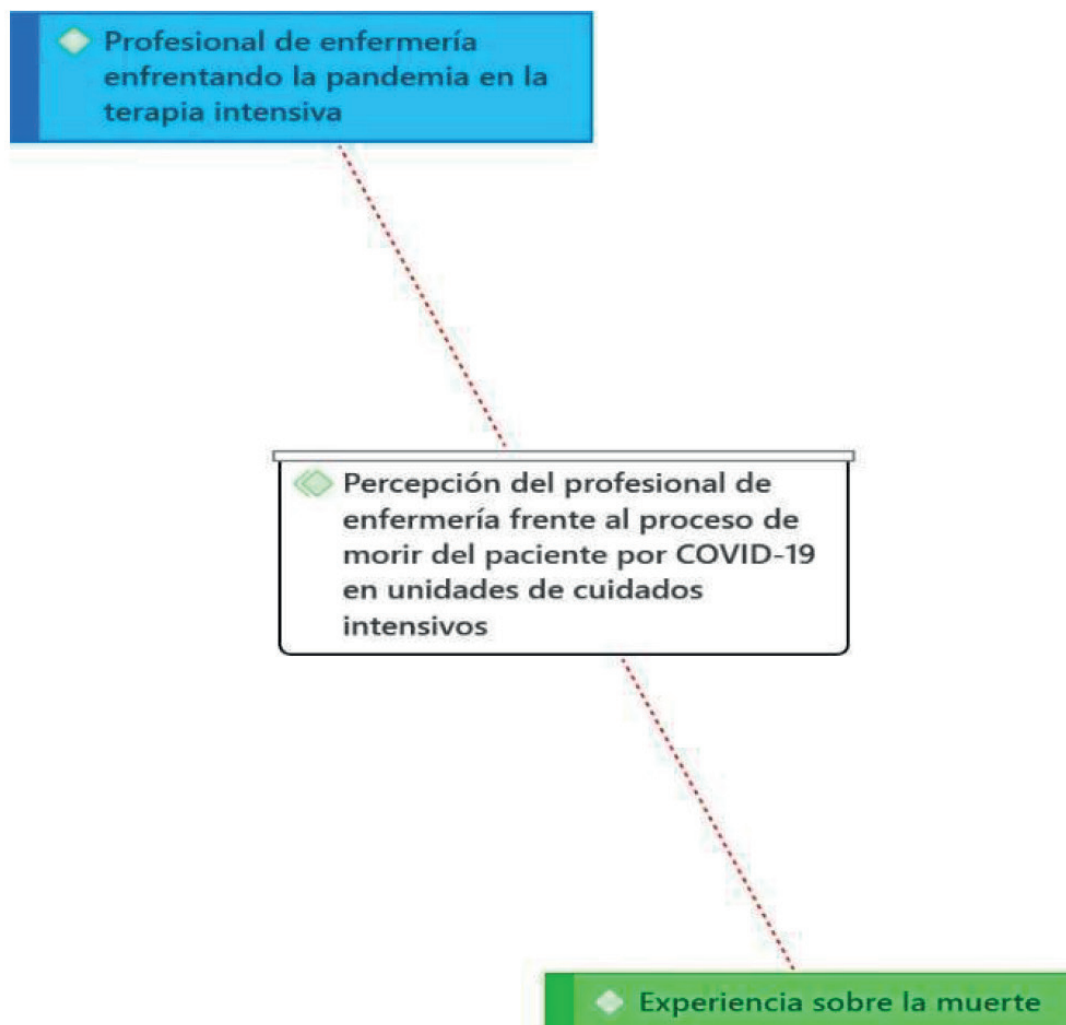 Profesional de enfermería
enfrentando la pandemia en la
terapia intensiva
Percepción del profesional de
enfermería frente al proceso de
morir del paciente por COVID-19
en unidades de cuidados
intensivos
Experiencia sobre la muerte